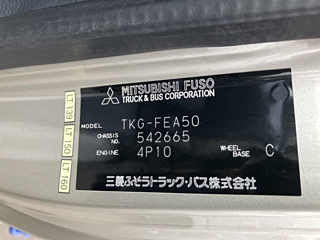 MITSUBISHI FUSO
TRUCK & BUS CORPORATION
MODEL TKG-FEA50
CHASSIS NO. 542665
ENGINE 4P10 WHEEL BASE C
三菱ふそうトラック・バス株式会社
LT 139
LT 150
LT 160